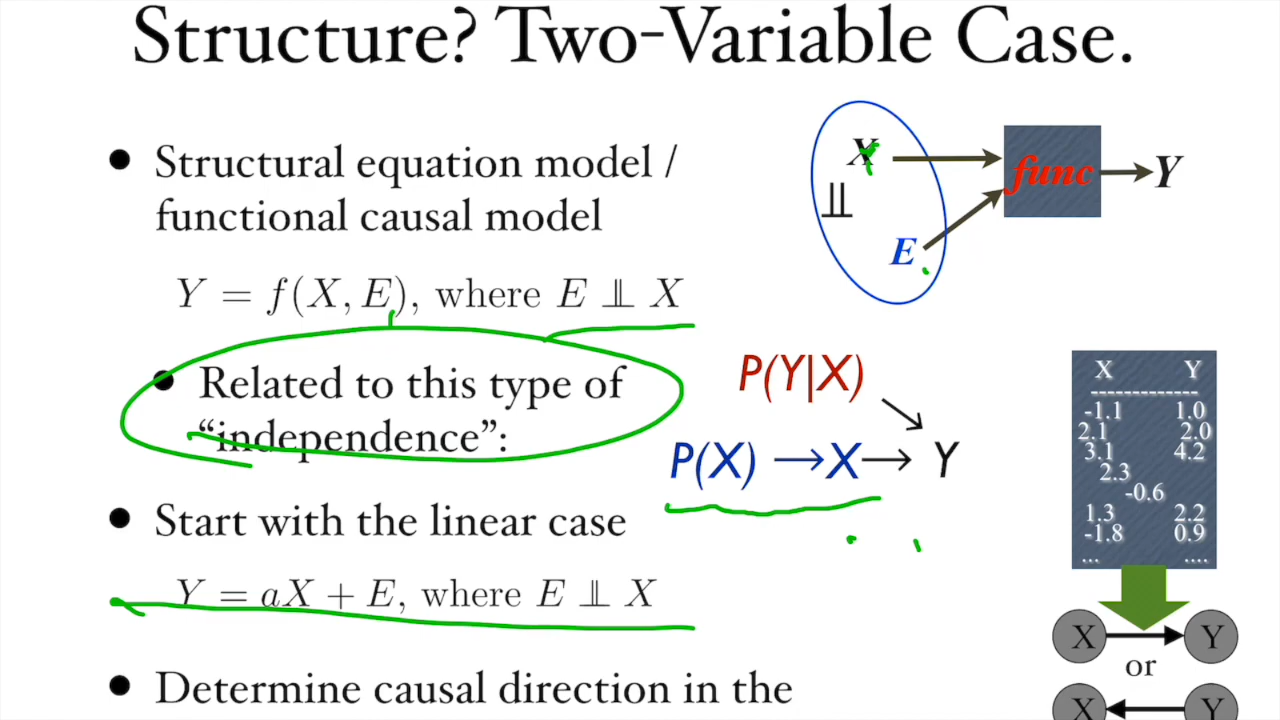 Structure? Two-Variable Case.
● Structural equation model /
functional causal model
Y = f(X, E), where E ⫫ X
● Related to this type of
“independence”:
● Start with the linear case
Y = aX + E, where E ⫫ X
● Determine causal direction in the
X
⫫
E
func
Y
P(Y|X)
P(X) → X → Y
X Y
-------------
-1.1 1.0
2.1 2.0
3.1 4.2
2.3
-0.6
1.3 2.2
-1.8 0.9
... ....
X Y
or
X Y